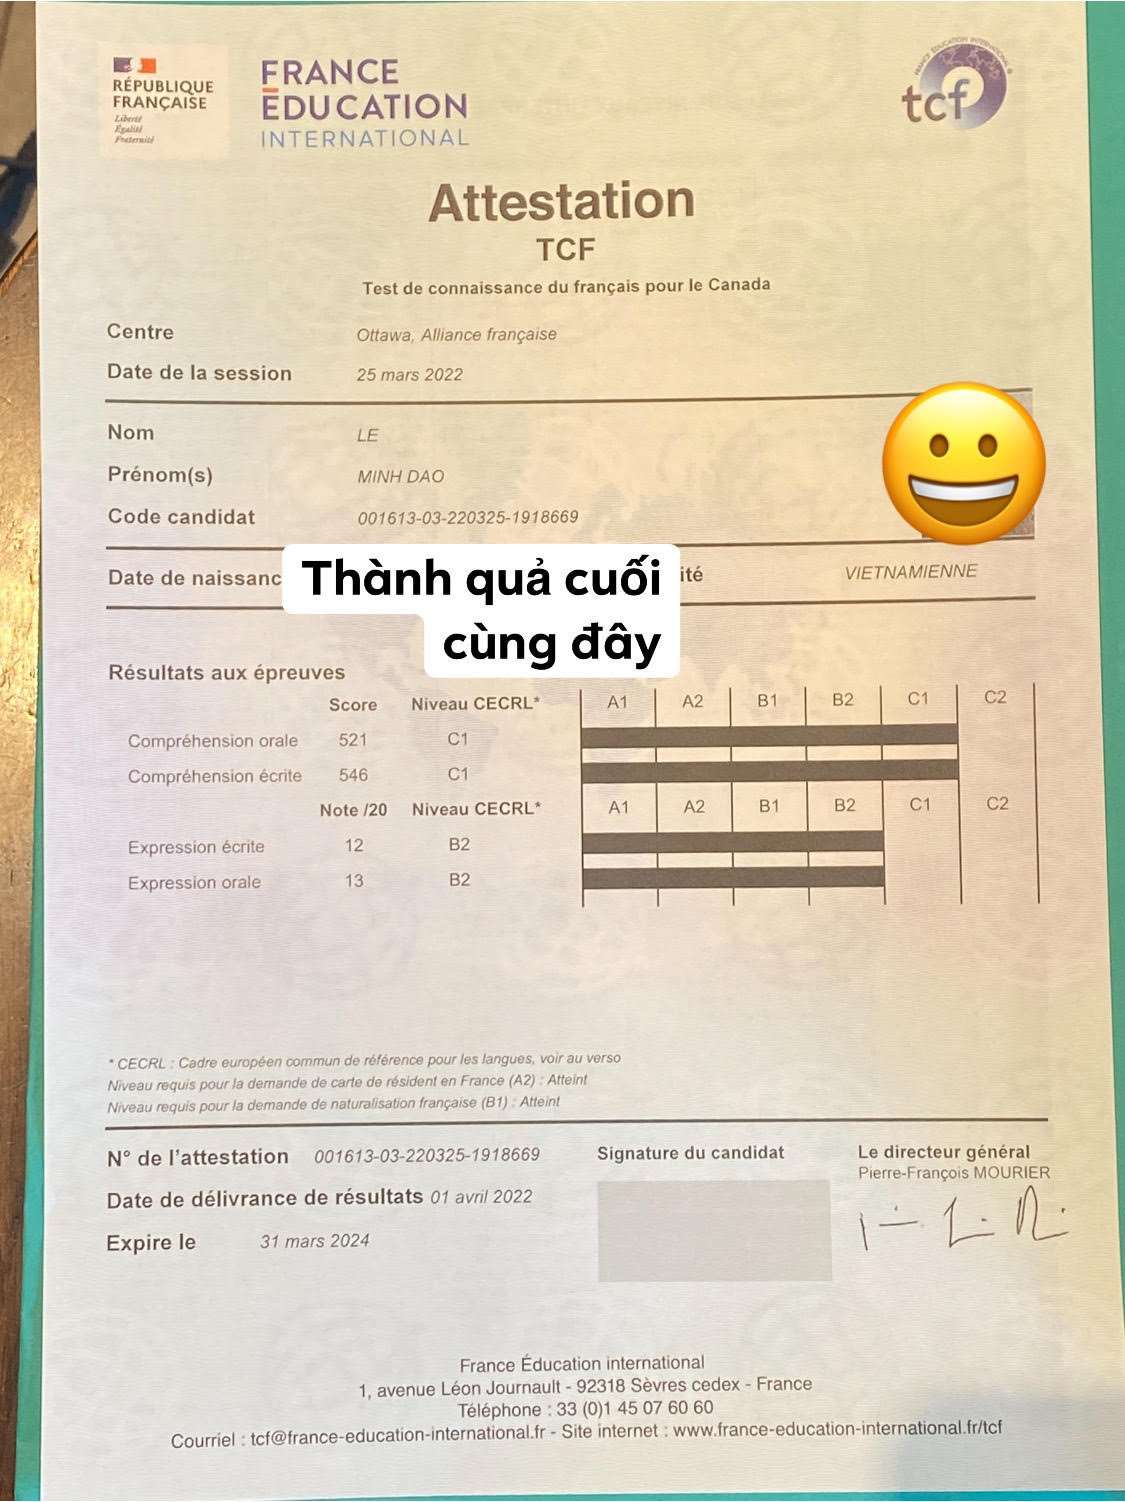 RÉPUBLIQUE
FRANÇAISE
Liberté
Égalité
Fraternité
FRANCE
ÉDUCATION
INTERNATIONAL
FRANCE ÉDUCATION INTERNATIONAL
tcf
Attestation
TCF
Test de connaissance du français pour le Canada
Centre Ottawa, Alliance française
Date de la session 25 mars 2022
Nom LE
Prénom(s) MINH DAO
Code candidat 001613-03-220325-1918669
Date de naissanc ité VIETNAMIENNE
Thành quả cuối
cùng đây
Résultats aux épreuves
Score Niveau CECRL* A1 A2 B1 B2 C1 C2
Compréhension orale 521 C1
Compréhension écrite 546 C1
Note /20 Niveau CECRL* A1 A2 B1 B2 C1 C2
Expression écrite 12 B2
Expression orale 13 B2
* CECRL : Cadre européen commun de référence pour les langues, voir au verso
Niveau requis pour la demande de carte de résident en France (A2) : Atteint
Niveau requis pour la demande de naturalisation française (B1) : Atteint
N° de l'attestation 001613-03-220325-1918669 Signature du candidat Le directeur général
Pierre-François MOURIER
Date de délivrance de résultats 01 avril 2022
Expire le 31 mars 2024
France Éducation international
1, avenue Léon Journault - 92318 Sèvres cedex - France
Téléphone : 33 (0)1 45 07 60 60
Courriel : tcf@france-education-international.fr - Site internet : www.france-education-international.fr/tcf